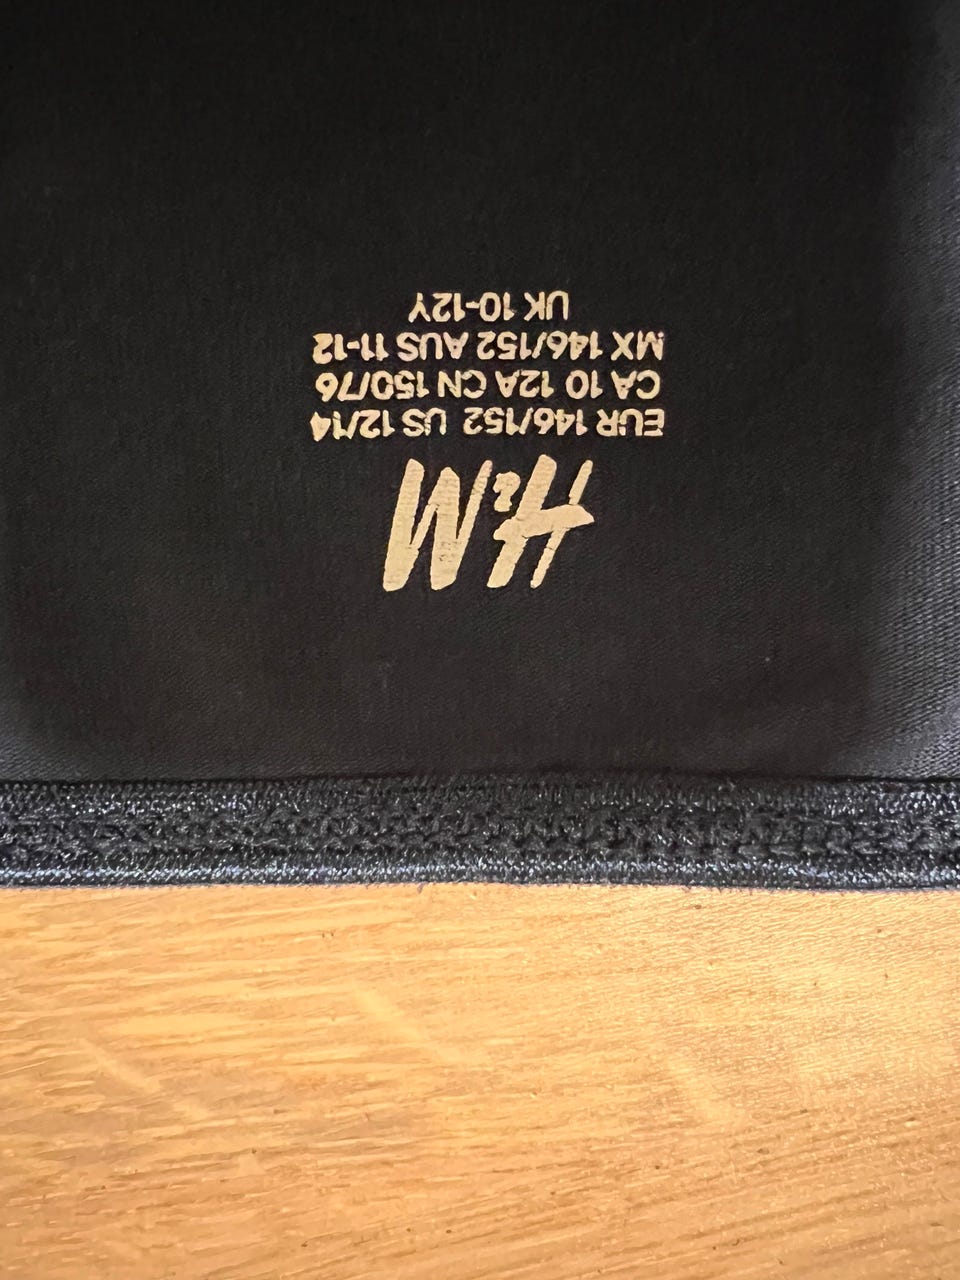 H&M
EUR 146/152 US 12/14
CA 10 12A CN 150/76
MX 146/152 AUS 11-12
UK 10-12Y